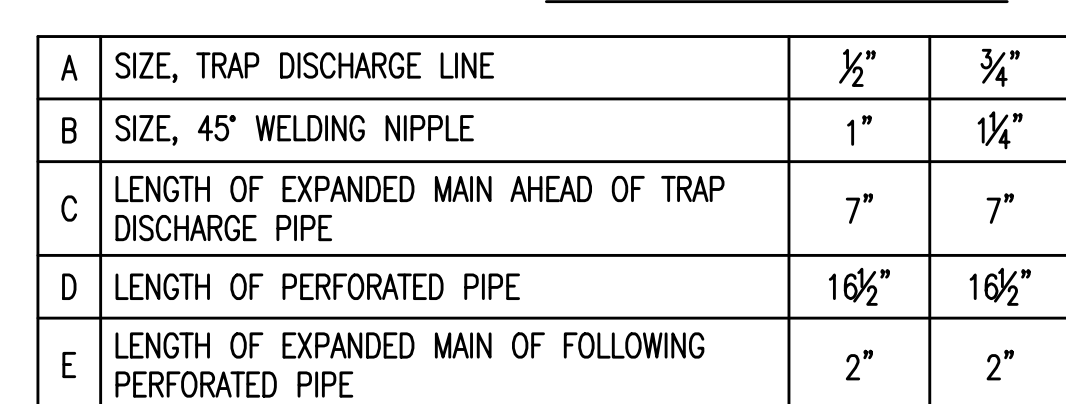 A SIZE, TRAP DISCHARGE LINE ½” ¾”
B SIZE, 45° WELDING NIPPLE 1” 1¼”
C LENGTH OF EXPANDED MAIN AHEAD OF TRAP
DISCHARGE PIPE 7” 7”
D LENGTH OF PERFORATED PIPE 16½” 16½”
E LENGTH OF EXPANDED MAIN OF FOLLOWING
PERFORATED PIPE 2” 2”